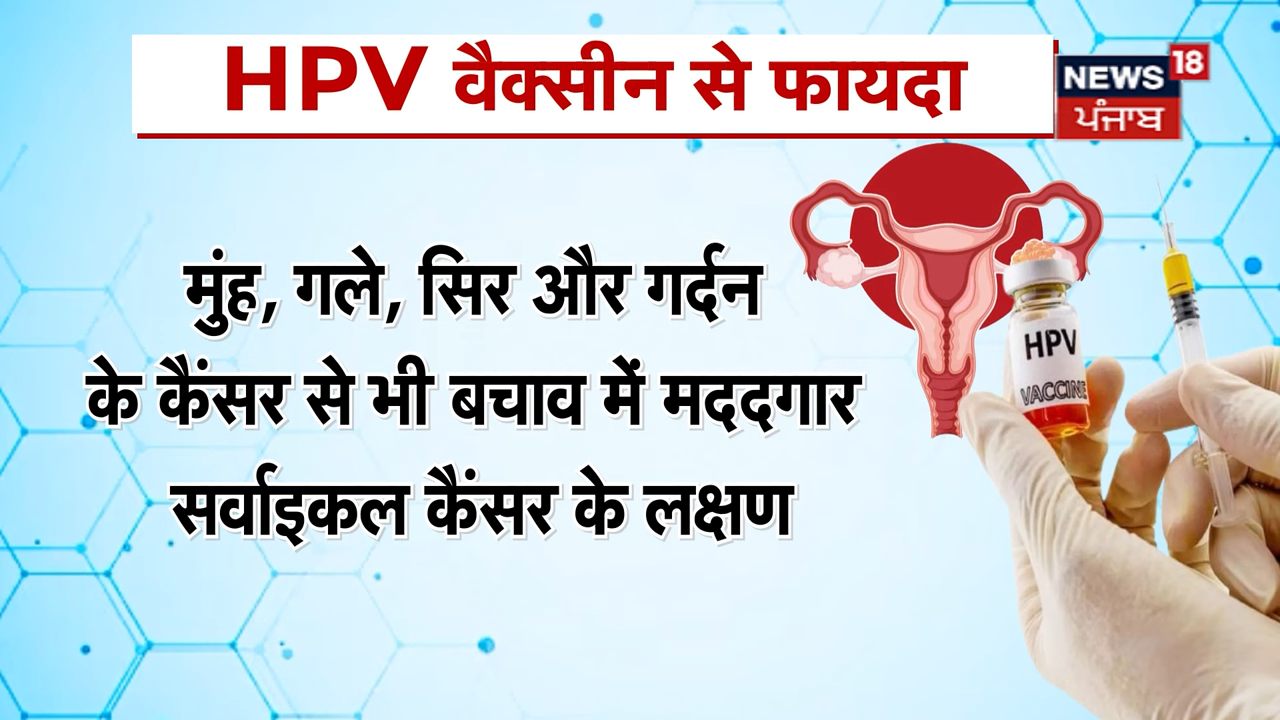 HPV वैक्सीन से फायदा
NEWS 18
ਪੰਜਾਬ
मुंह, गले, सिर और गर्दन
के कैंसर से भी बचाव में मददगार
सर्वाइकल कैंसर के लक्षण
HPV
VACCINE